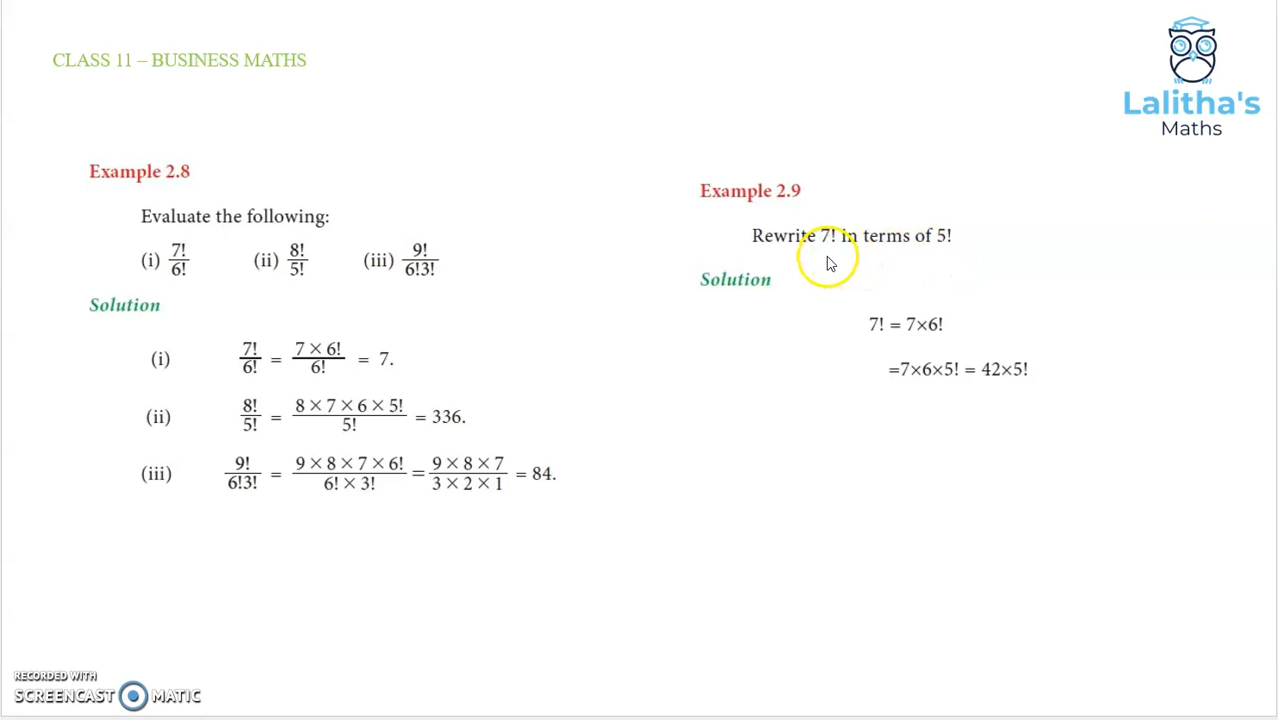 CLASS 11 – BUSINESS MATHS
Lalitha's
Maths
Example 2.8
Evaluate the following:
(i) 7!/6! (ii) 8!/5! (iii) 9!/6!3!
Solution
(i) 7!/6! = 7 × 6!/6! = 7.
(ii) 8!/5! = 8 × 7 × 6 × 5!/5! = 336.
(iii) 9!/6!3! = 9 × 8 × 7 × 6!/6! × 3! = 9 × 8 × 7/3 × 2 × 1 = 84.
Example 2.9
Rewrite 7! in terms of 5!
Solution
7! = 7×6!
=7×6×5! = 42×5!
RECORDED WITH
SCREENCAST MATIC